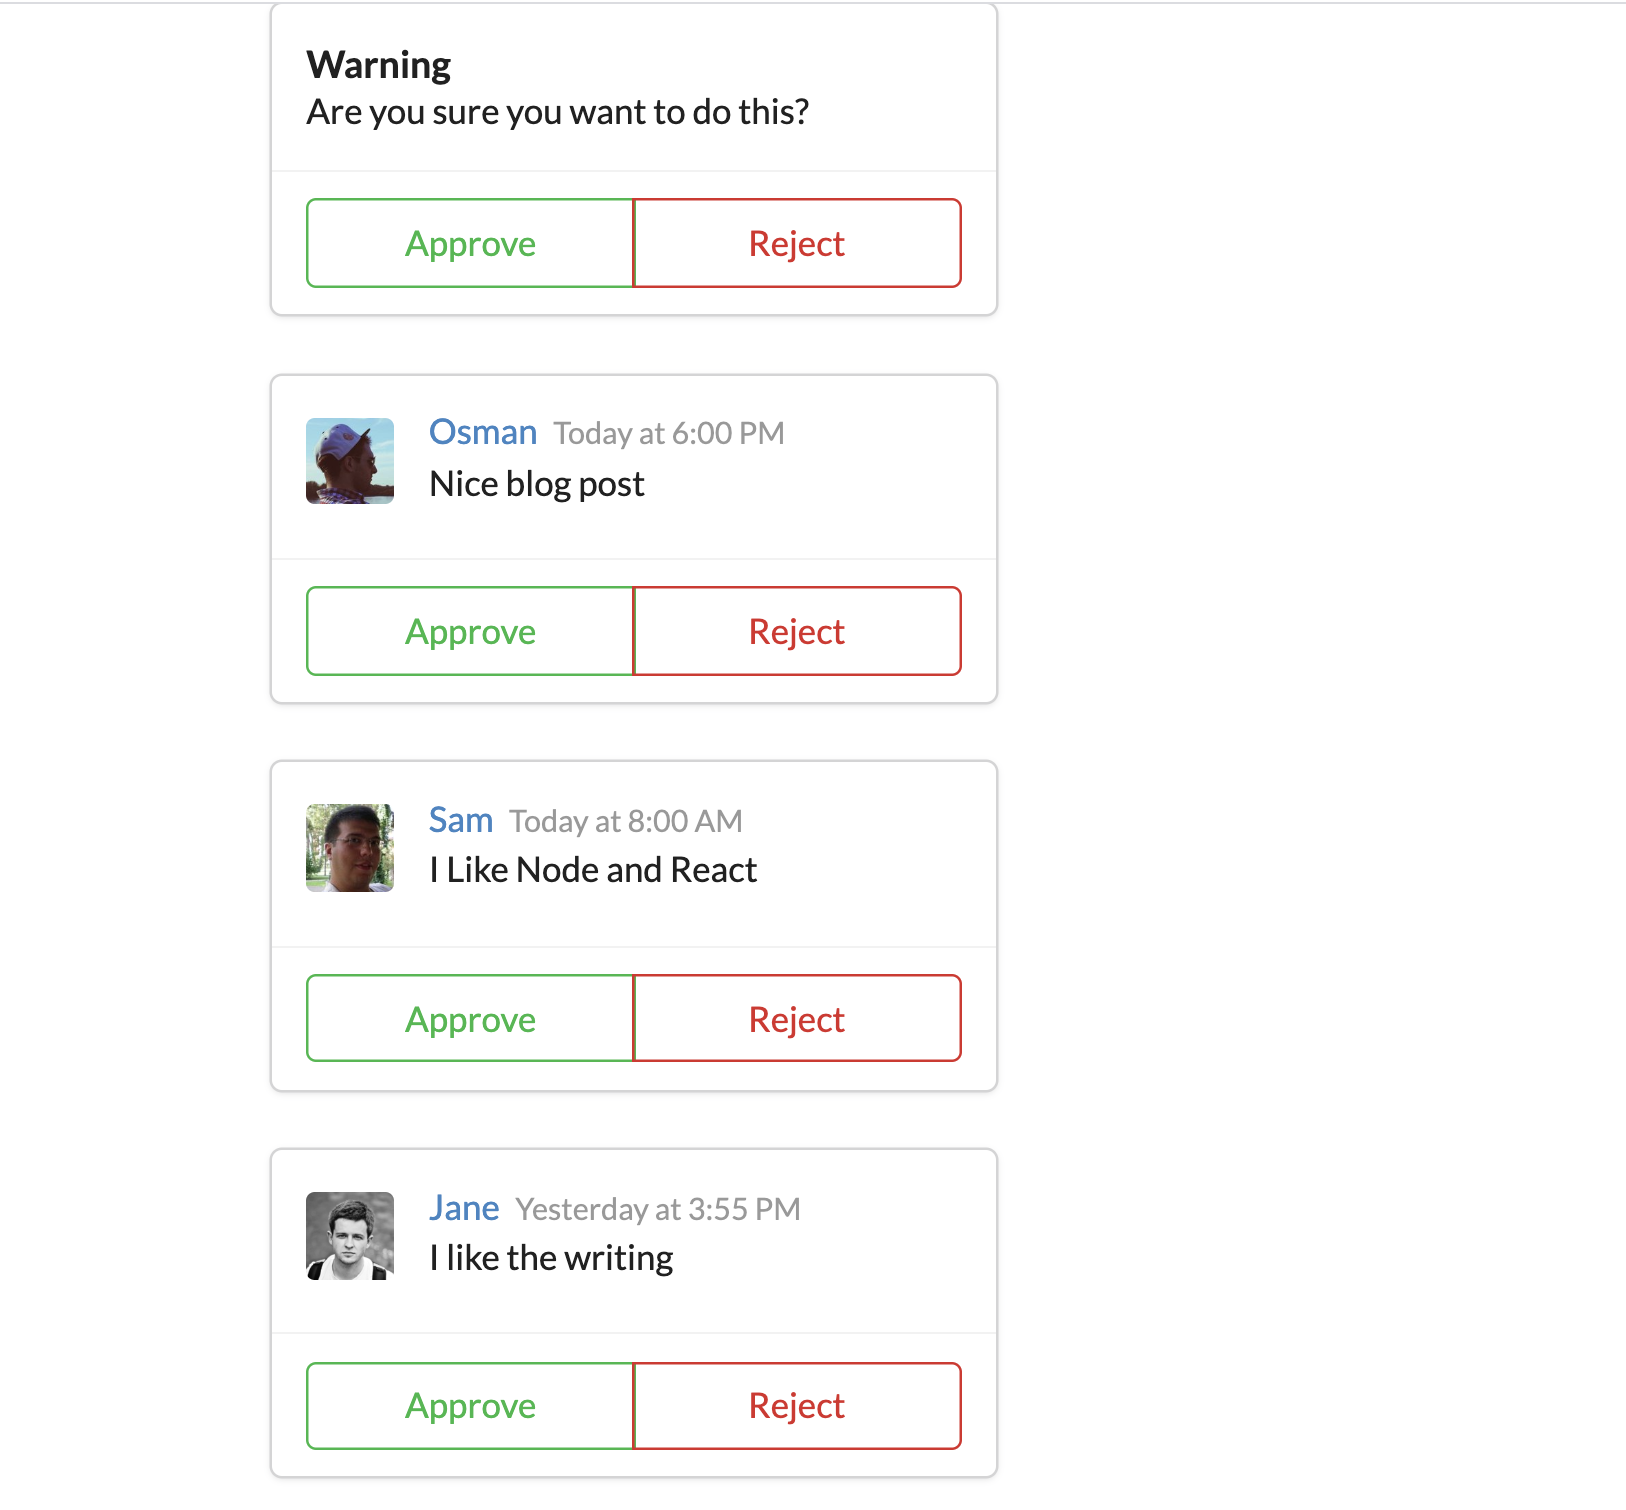 Warning
Are you sure you want to do this?
Approve Reject
Osman Today at 6:00 PM
Nice blog post
Approve Reject
Sam Today at 8:00 AM
I Like Node and React
Approve Reject
Jane Yesterday at 3:55 PM
I like the writing
Approve Reject